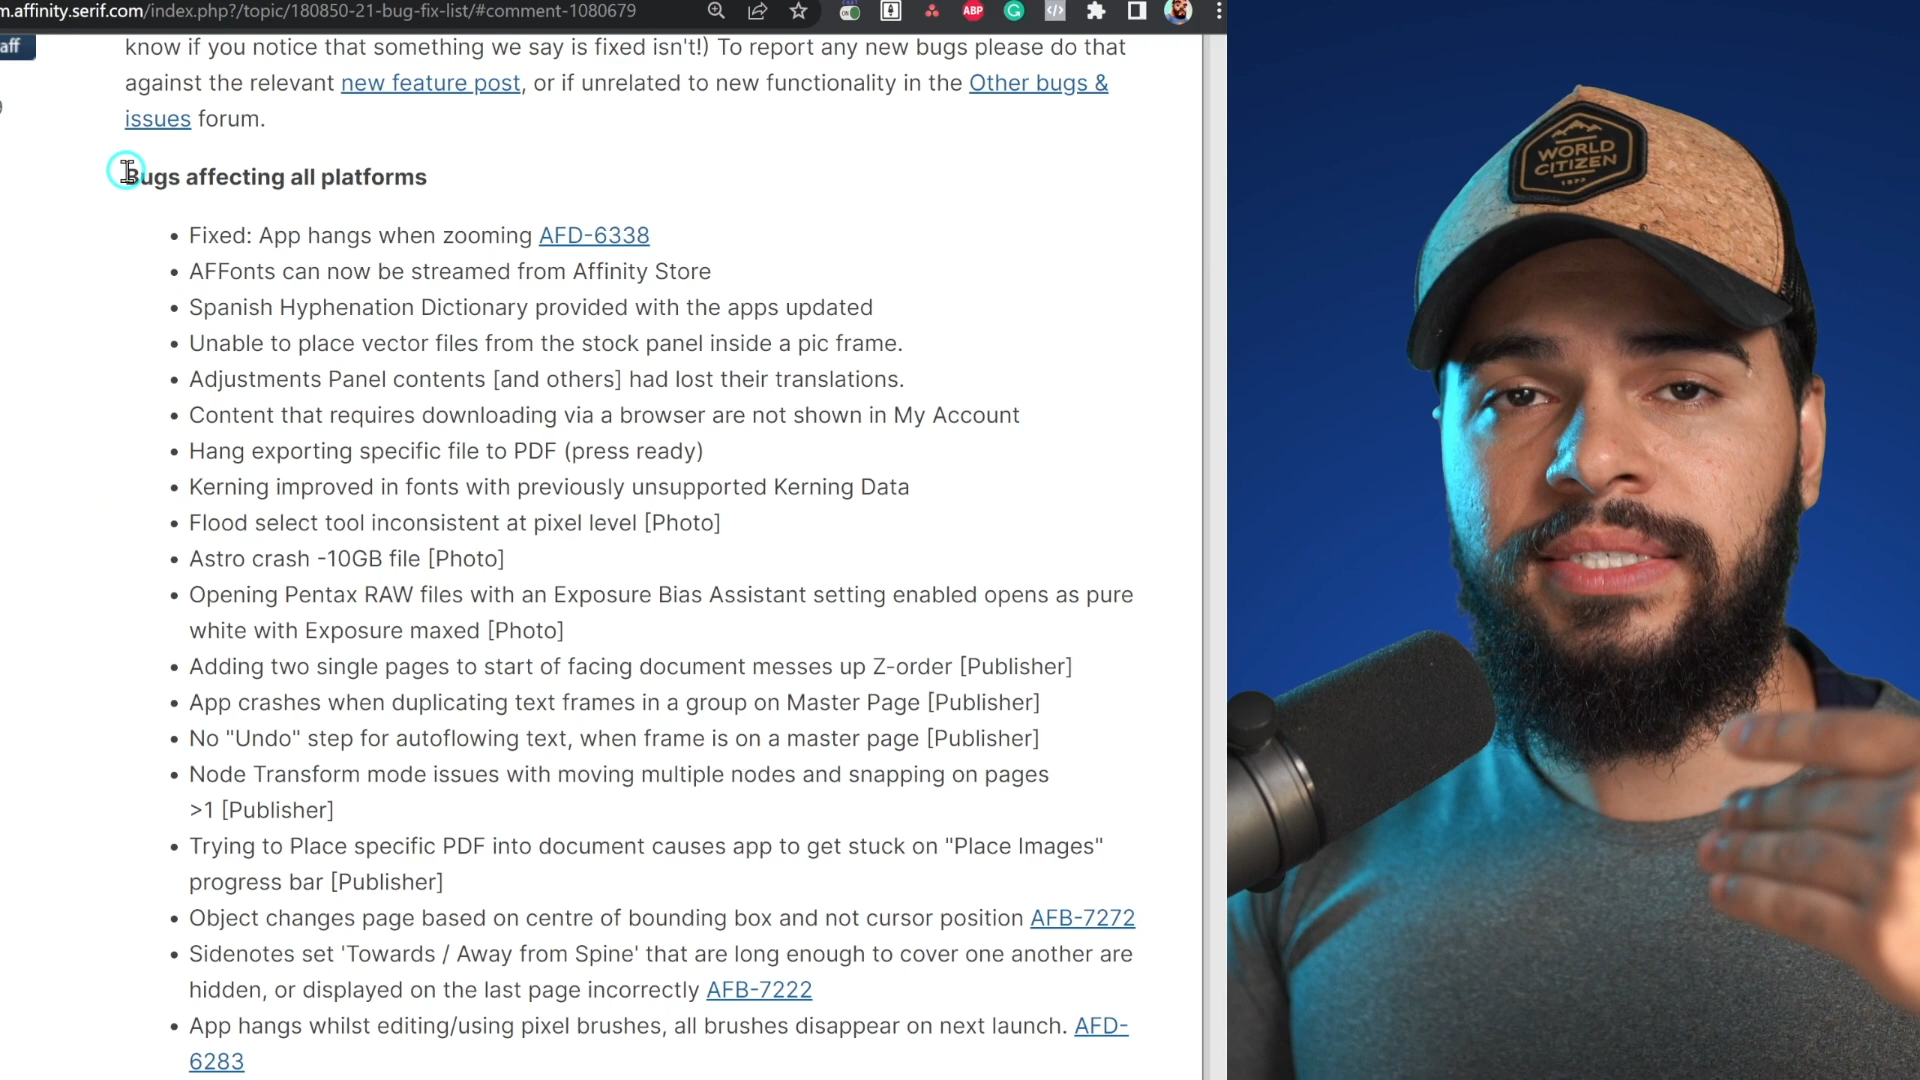 m.affinity.serif.com/index.php?/topic/180850-21-bug-fix-list/#comment-1080679
ON
ABP
aff
know if you notice that something we say is fixed isn't!) To report any new bugs please do that
against the relevant new feature post, or if unrelated to new functionality in the Other bugs &
issues forum.
Bugs affecting all platforms
• Fixed: App hangs when zooming AFD-6338
• AFFonts can now be streamed from Affinity Store
• Spanish Hyphenation Dictionary provided with the apps updated
• Unable to place vector files from the stock panel inside a pic frame.
• Adjustments Panel contents [and others] had lost their translations.
• Content that requires downloading via a browser are not shown in My Account
• Hang exporting specific file to PDF (press ready)
• Kerning improved in fonts with previously unsupported Kerning Data
• Flood select tool inconsistent at pixel level [Photo]
• Astro crash -10GB file [Photo]
• Opening Pentax RAW files with an Exposure Bias Assistant setting enabled opens as pure
white with Exposure maxed [Photo]
• Adding two single pages to start of facing document messes up Z-order [Publisher]
• App crashes when duplicating text frames in a group on Master Page [Publisher]
• No "Undo" step for autoflowing text, when frame is on a master page [Publisher]
• Node Transform mode issues with moving multiple nodes and snapping on pages
>1 [Publisher]
• Trying to Place specific PDF into document causes app to get stuck on "Place Images"
progress bar [Publisher]
• Object changes page based on centre of bounding box and not cursor position AFB-7272
• Sidenotes set 'Towards / Away from Spine' that are long enough to cover one another are
hidden, or displayed on the last page incorrectly AFB-7222
• App hangs whilst editing/using pixel brushes, all brushes disappear on next launch. AFD-
6283
WORLD
CITIZEN